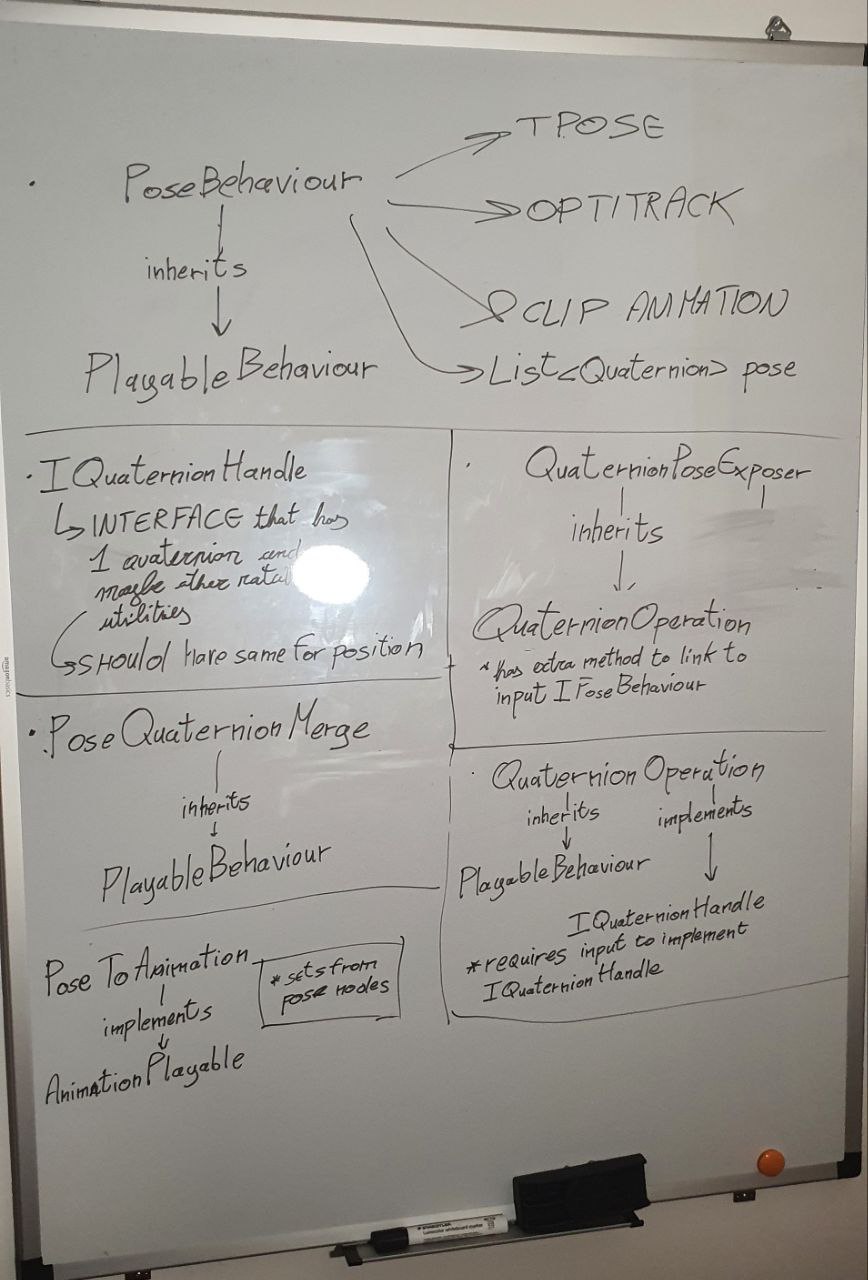 TPOSE
PoseBehaviour
OPTITRACK
inherits
CLIP ANIMATION
PlayableBehaviour
List<Quaternion> pose
IQuaternionHandle
INTERFACE that has
1 quaternion and
maybe other
utilities
SHOULD have same for position
QuaternionPoseExposer
inherits
QuaternionOperation
*has extra method to link to
input IPoseBehaviour
PoseQuaternionMerge
inherits
PlayableBehaviour
QuaternionOperation
inherits implements
PlayableBehaviour
IQuaternionHandle
*requires input to implement
IQuaternionHandle
Pose To Animation
*sets from
pose nodes
implements
AnimationPlayable
amazonbasics
STAEDTLER